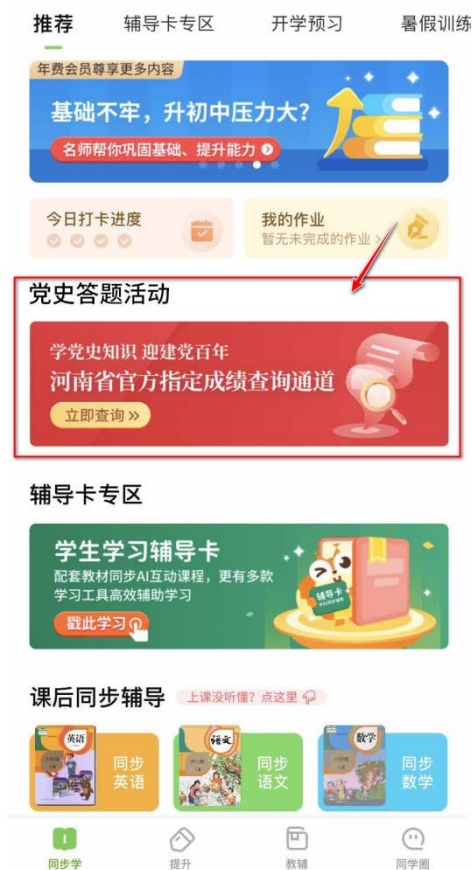 推荐 辅导卡专区 开学预习 暑假训练
年费会员尊享更多内容
基础不牢，升初中压力大？
名师帮你巩固基础、提升能力
今日打卡进度
我的作业
暂无未完成的作业 >
党史答题活动
学党史知识 迎建党百年
河南省官方指定成绩查询通道
立即查询 »
辅导卡专区
学生学习辅导卡
配套教材同步AI互动课程，更有多款
学习工具高效辅助学习
戳此学习
辅导卡
课后同步辅导 上课没听懂？点这里
英语
同步
英语
语文
同步
语文
数学
同步
数学
同步学 提升 教辅 同学圈